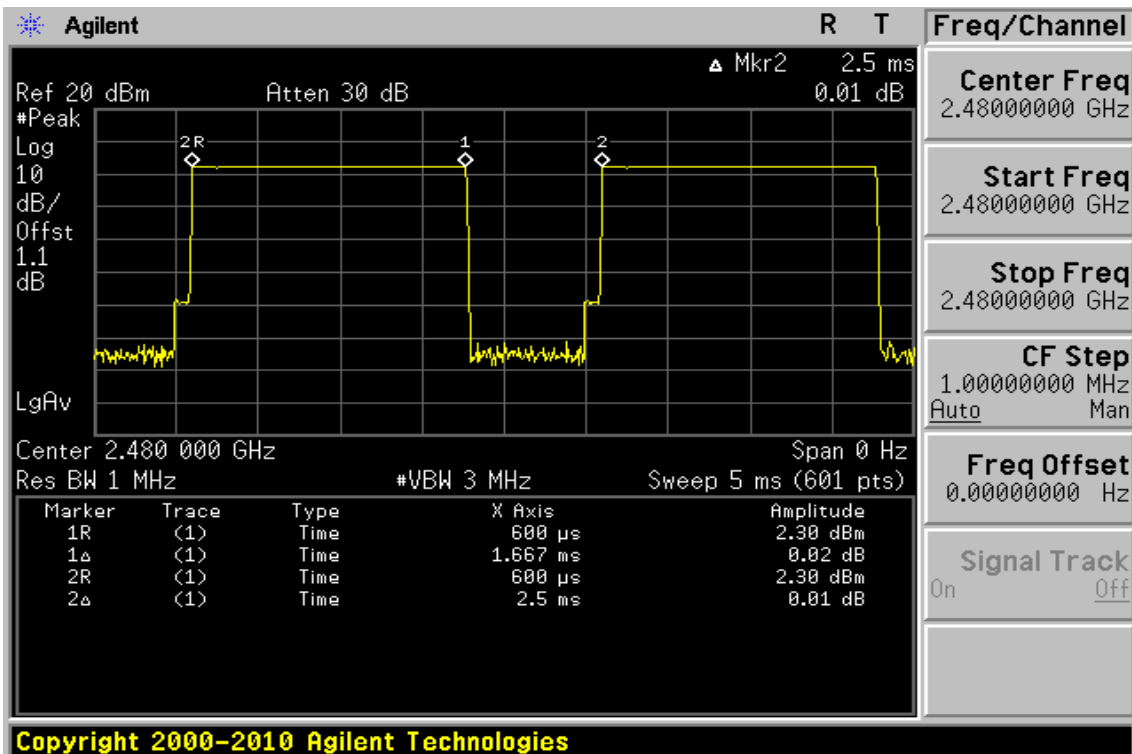 Agilent R T
Δ Mkr2 2.5 ms
Ref 20 dBm Atten 30 dB 0.01 dB
#Peak
Log
10
dB/
Offst
1.1
dB
LgAv
2R 1 2
Center 2.480 000 GHz Span 0 Hz
Res BW 1 MHz #VBW 3 MHz Sweep 5 ms (601 pts)
Marker Trace Type X Axis Amplitude
1R (1) Time 600 µs 2.30 dBm
1Δ (1) Time 1.667 ms 0.02 dB
2R (1) Time 600 µs 2.30 dBm
2Δ (1) Time 2.5 ms 0.01 dB
Freq/Channel
Center Freq
2.48000000 GHz
Start Freq
2.48000000 GHz
Stop Freq
2.48000000 GHz
CF Step
1.00000000 MHz
Auto Man
Freq Offset
0.00000000 Hz
Signal Track
On Off
Copyright 2000-2010 Agilent Technologies